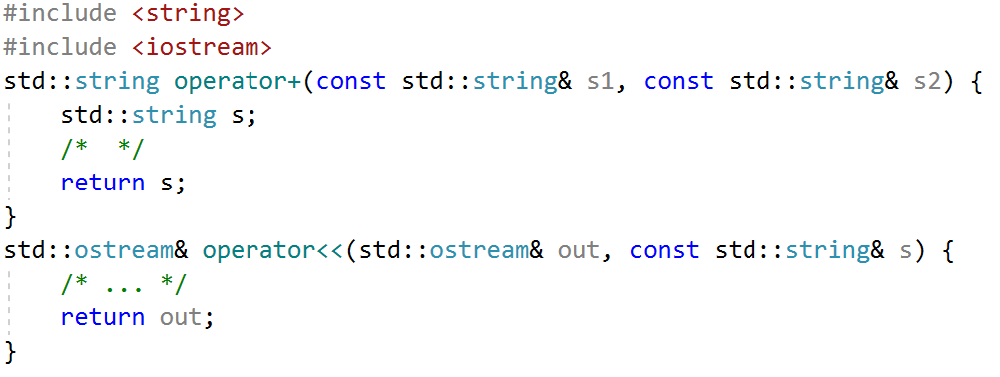 #include <string>
#include <iostream>
std::string operator+(const std::string& s1, const std::string& s2) {
    std::string s;
    /*  */
    return s;
}
std::ostream& operator<<(std::ostream& out, const std::string& s) {
    /* ... */
    return out;
}